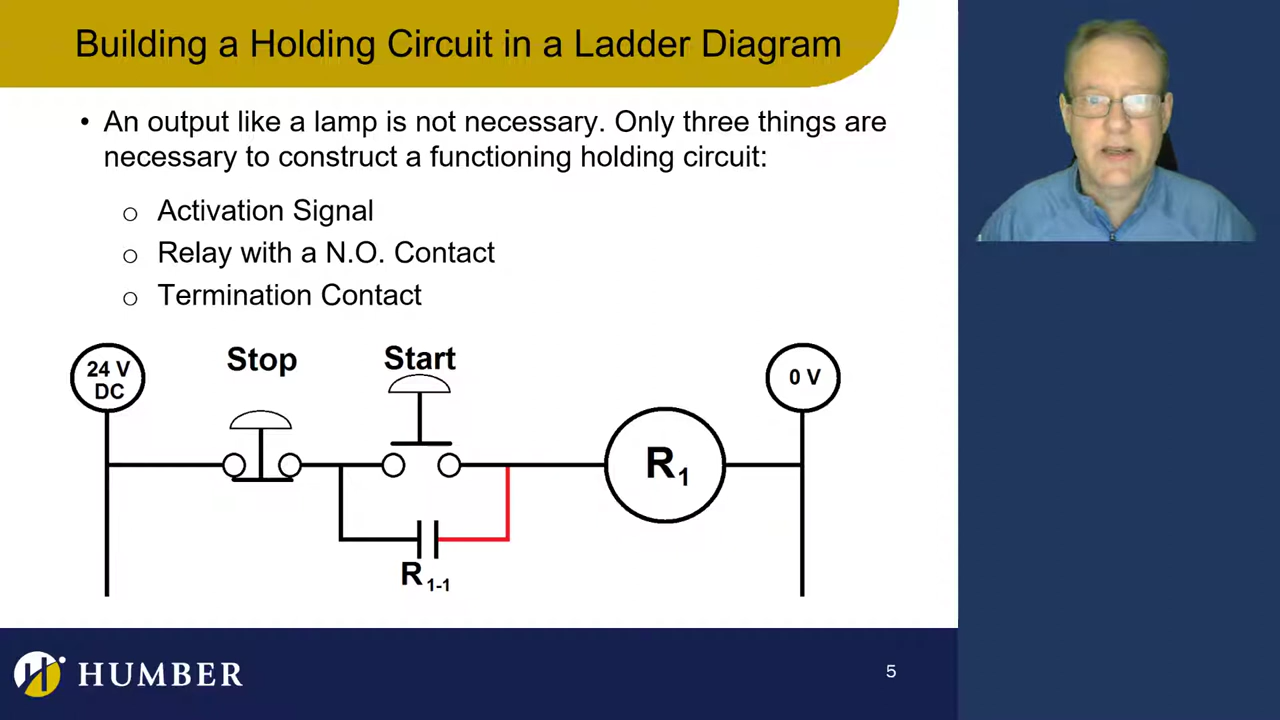 Building a Holding Circuit in a Ladder Diagram
• An output like a lamp is not necessary. Only three things are
necessary to construct a functioning holding circuit:
o Activation Signal
o Relay with a N.O. Contact
o Termination Contact
24 V
DC
Stop
Start
0 V
R1
R1-1
HUMBER
5